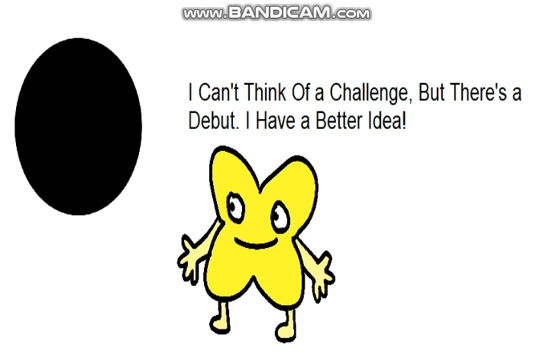 www.BANDICAM.com
I Can't Think Of a Challenge, But There's a
Debut. I Have a Better Idea!